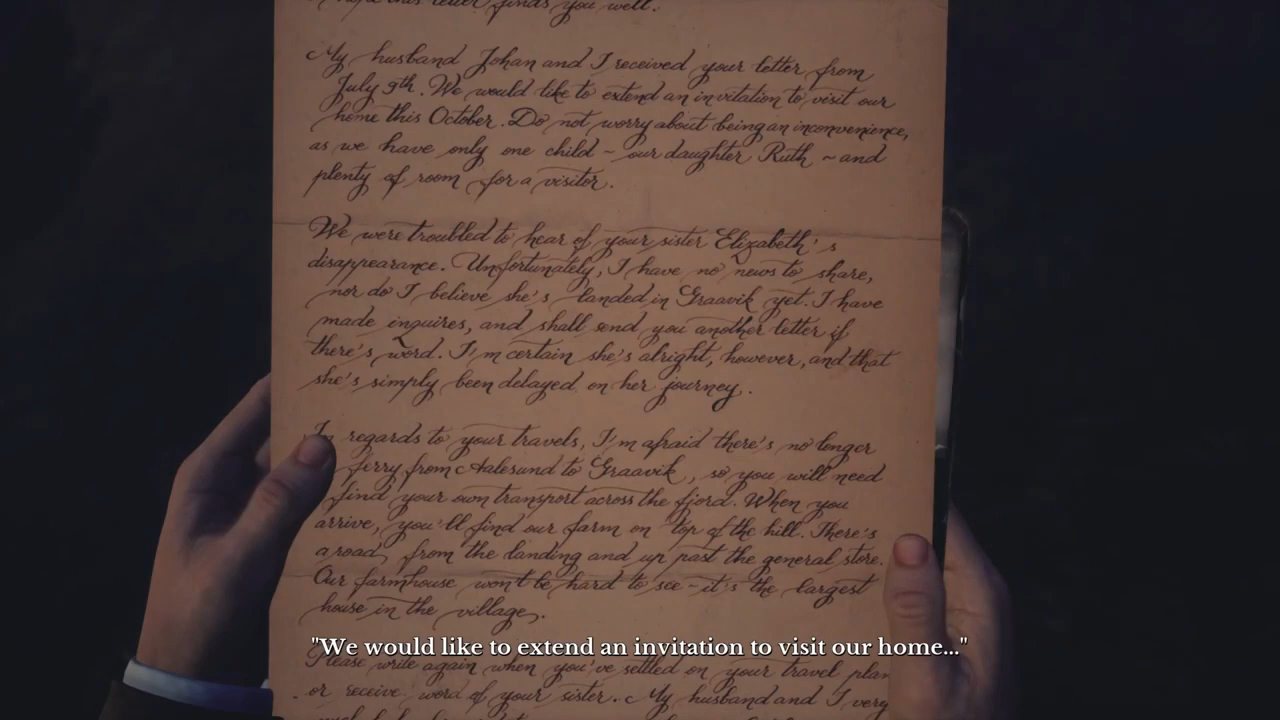 hope this letter finds you well.
My husband Johan and I received your letter from
July 9th. We would like to extend an invitation to visit our
home this October. Do not worry about being an inconvenience,
as we have only one child ~ our daughter Ruth ~ and
plenty of room for a visitor.
We were troubled to hear of your sister Elizabeth's
disappearance. Unfortunately, I have no news to share,
nor do I believe she's landed in Graavik yet. I have
made inquires, and shall send you another letter if
there's word. I'm certain she's alright, however, and that
she's simply been delayed on her journey.
In regards to your travels, I'm afraid there's no longer
ferry from Aalesund to Graavik, so you will need
find your own transport across the fjord. When you
arrive, you'll find our farm on top of the hill. There's
a road from the landing and up past the general store.
Our farmhouse won't be hard to see - it's the largest
house in the village.
"We would like to extend an invitation to visit our home..."
Please write again when you've settled on your travel plan
or receive word of your sister. My husband and I very